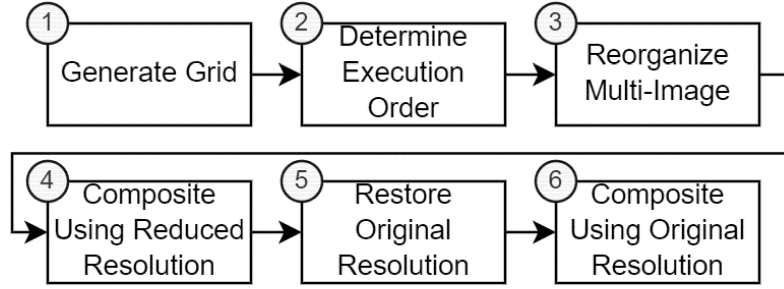 1
Generate Grid
2
Determine
Execution
Order
3
Reorganize
Multi-Image
4
Composite
Using Reduced
Resolution
5
Restore
Original
Resolution
6
Composite
Using Original
Resolution